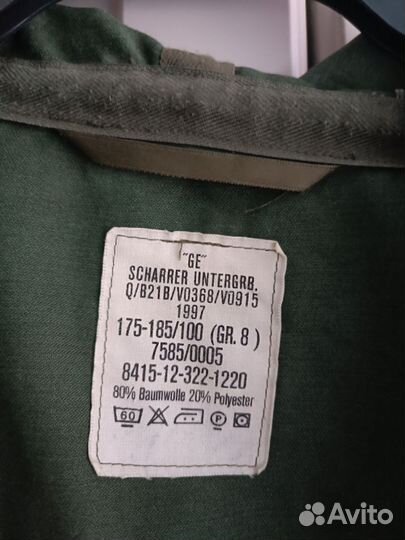 "GE"
SCHARRER UNTERGRB.
Q/B21B/V0368/V0915
1997
175-185/100 (GR. 8 )
7585/0005
8415-12-322-1220
80% Baumwolle 20% Polyester
60 P
Avito